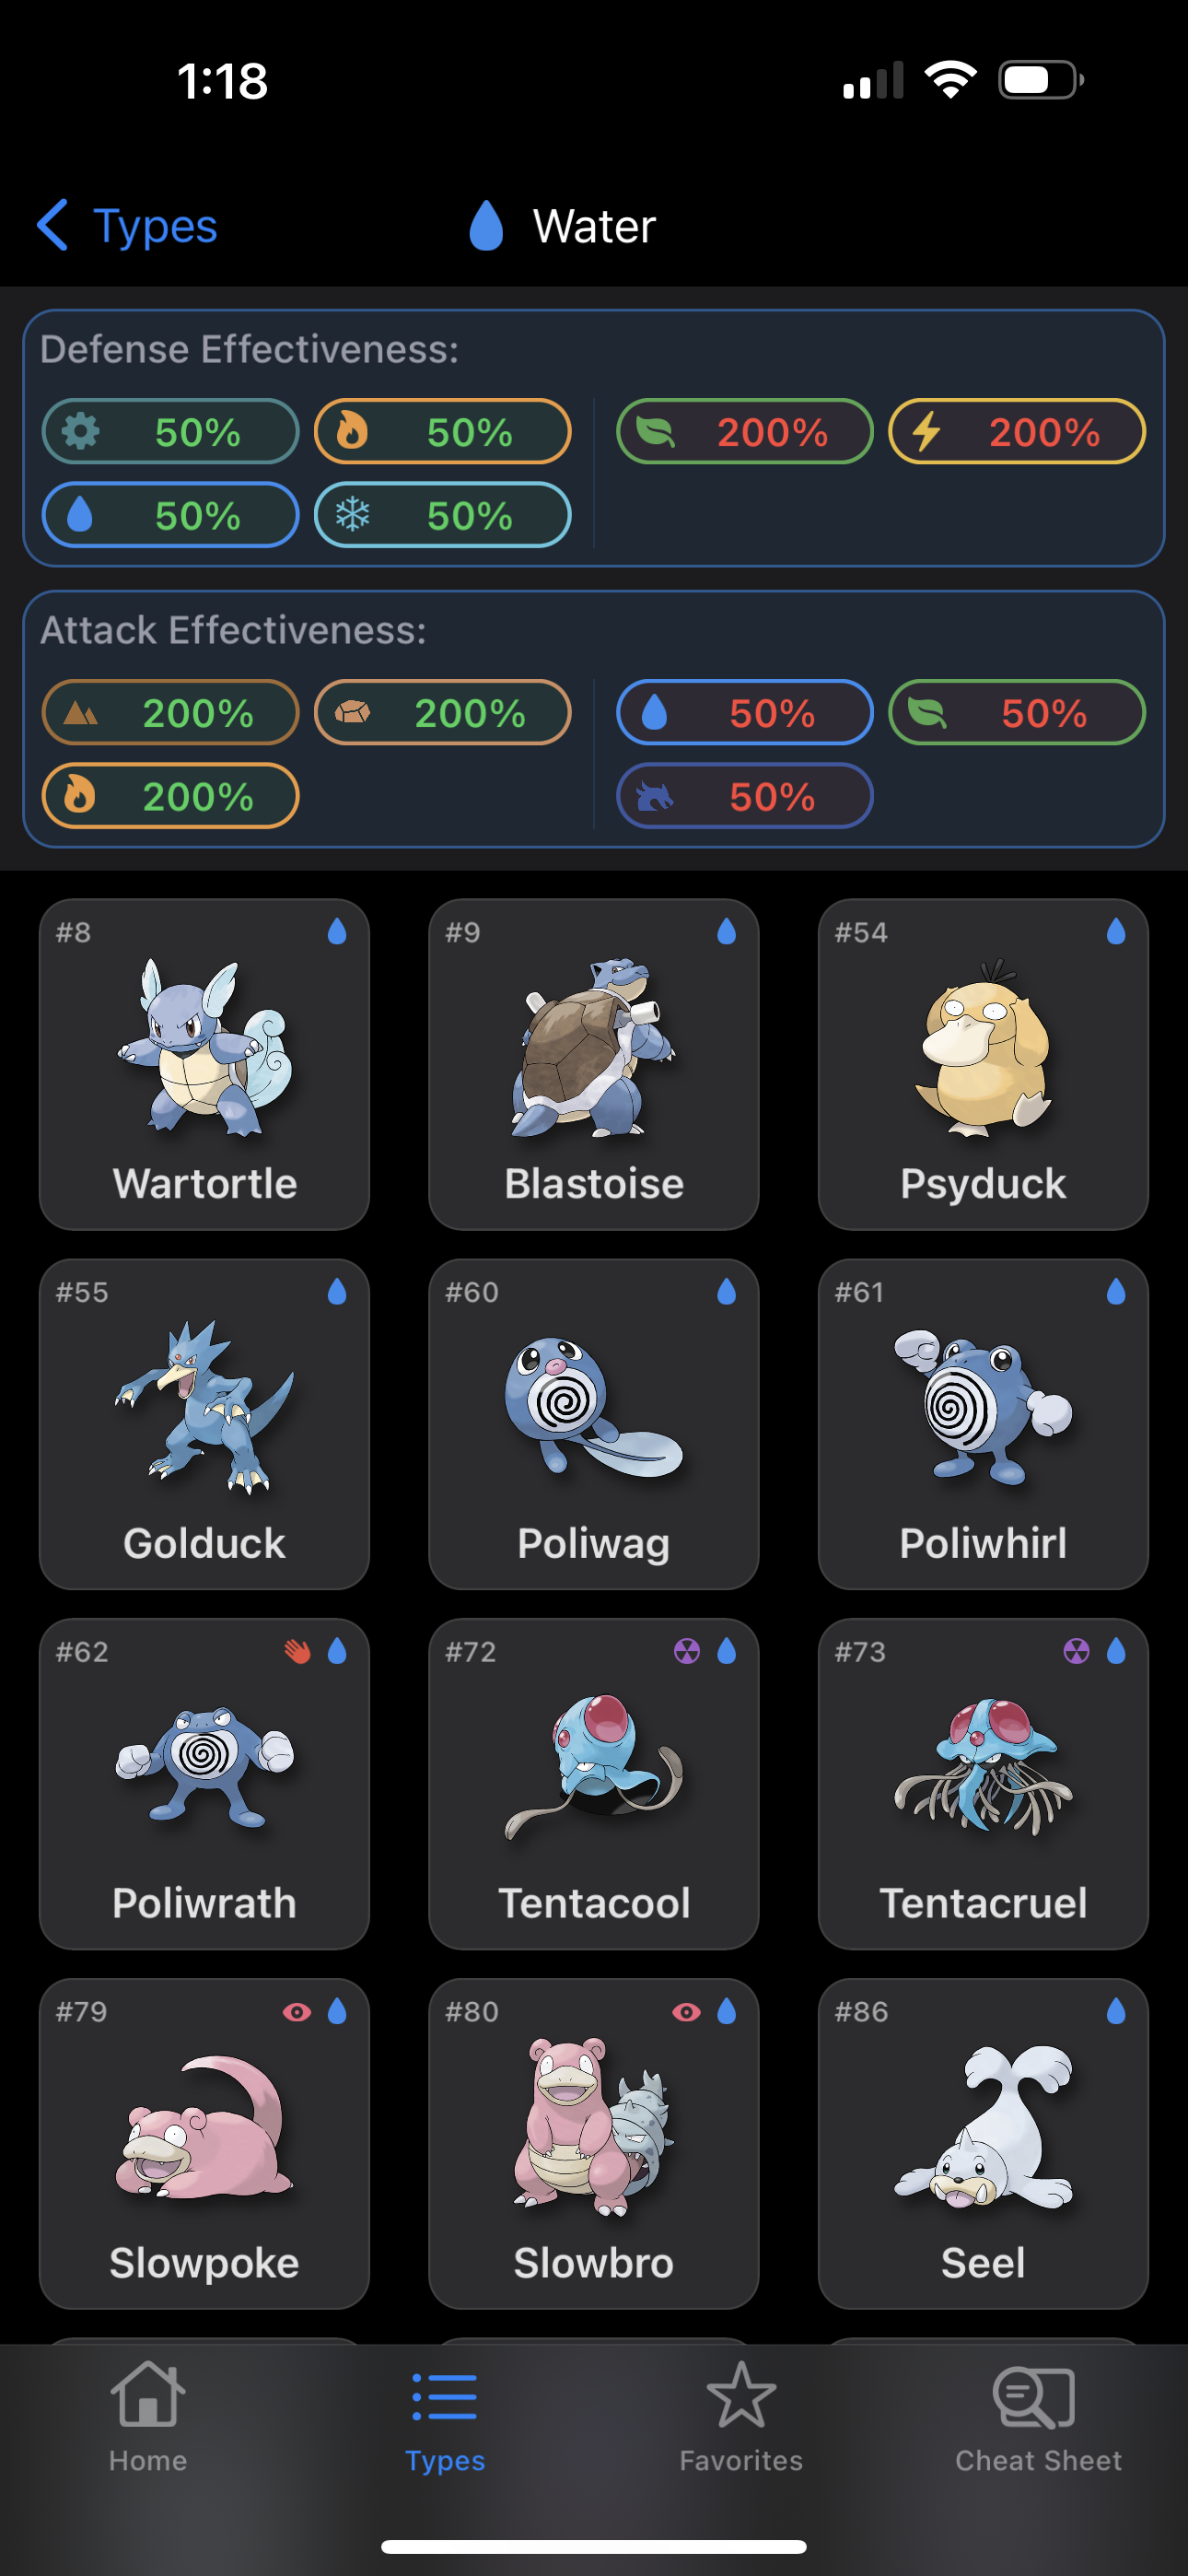 1:18
Types
Water
Defense Effectiveness:
50% 50% 200% 200%
50% 50%
Attack Effectiveness:
200% 200% 50% 50%
200% 50%
#8 #9 #54
Wartortle Blastoise Psyduck
#55 #60 #61
Golduck Poliwag Poliwhirl
#62 #72 #73
Poliwrath Tentacool Tentacruel
#79 #80 #86
Slowpoke Slowbro Seel
Home Types Favorites Cheat Sheet